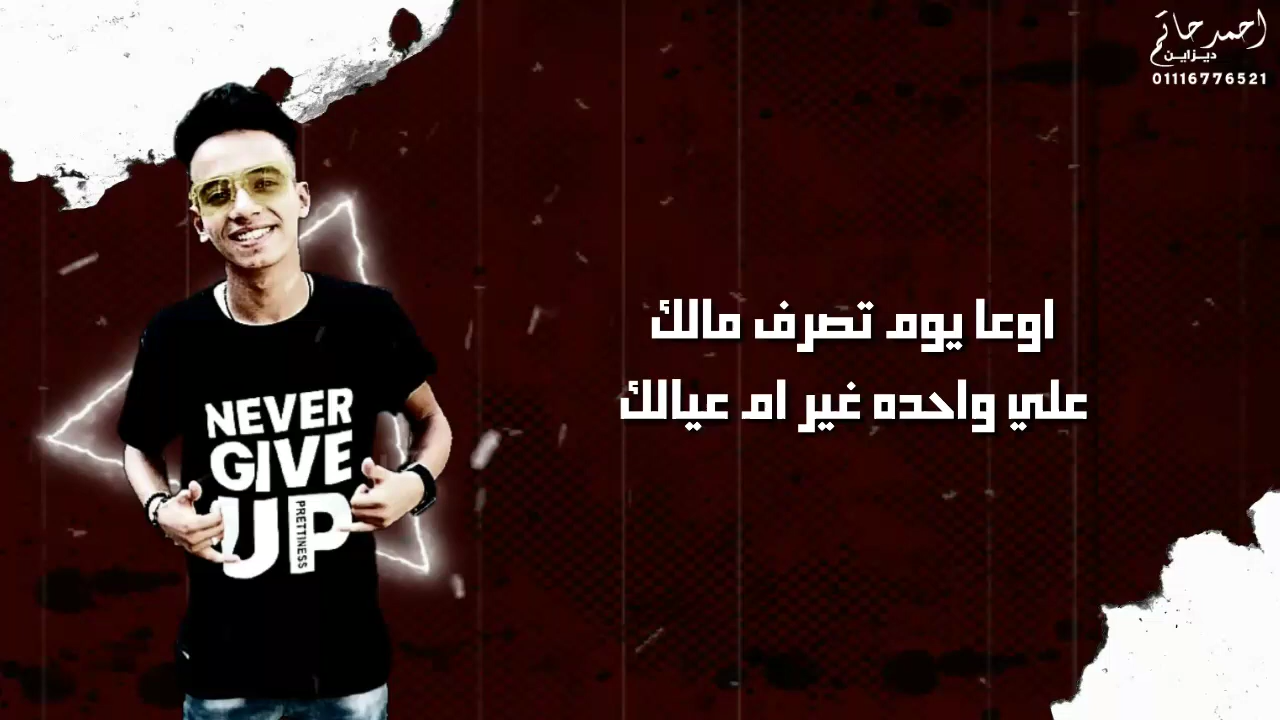 احمد حاتم
ديزاين
01116776521
اوعا يوم تصرف مالك
علي واحده غير ام عيالك
NEVER
GIVE
UP
PRETTINESS